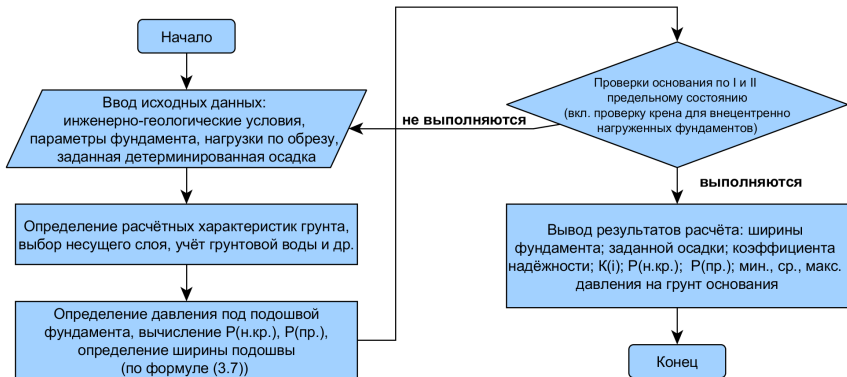 Начало
Ввод исходных данных:
инженерно-геологические условия,
параметры фундамента, нагрузки по обрезу,
заданная детерминированная осадка
Определение расчётных характеристик грунта,
выбор несущего слоя, учёт грунтовой воды и др.
Определение давления под подошвой
фундамента, вычисление Р(н.кр.), Р(пр.),
определение ширины подошвы
(по формуле (3.7))
Проверки основания по I и II
предельному состоянию
(вкл. проверку крена для внецентренно
нагруженных фундаментов)
не выполняются
выполняются
Вывод результатов расчёта: ширины
фундамента; заданной осадки; коэффициента
надёжности; К(i); Р(н.кр.); Р(пр.); мин., ср., макс.
давления на грунт основания
Конец